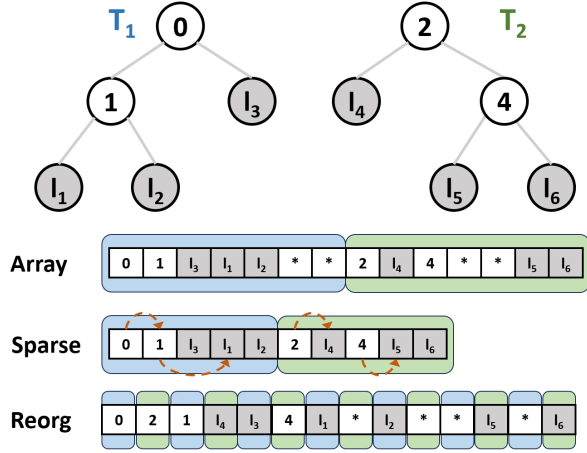 T₁ 0 2 T₂
1 l₃ l₄ 4
l₁ l₂ l₅ l₆
Array 0 1 l₃ l₁ l₂ * * 2 l₄ 4 * * l₅ l₆
Sparse 0 1 l₃ l₁ l₂ 2 l₄ 4 l₅ l₆
Reorg 0 2 1 l₄ l₃ 4 l₁ * l₂ * * l₅ * l₆